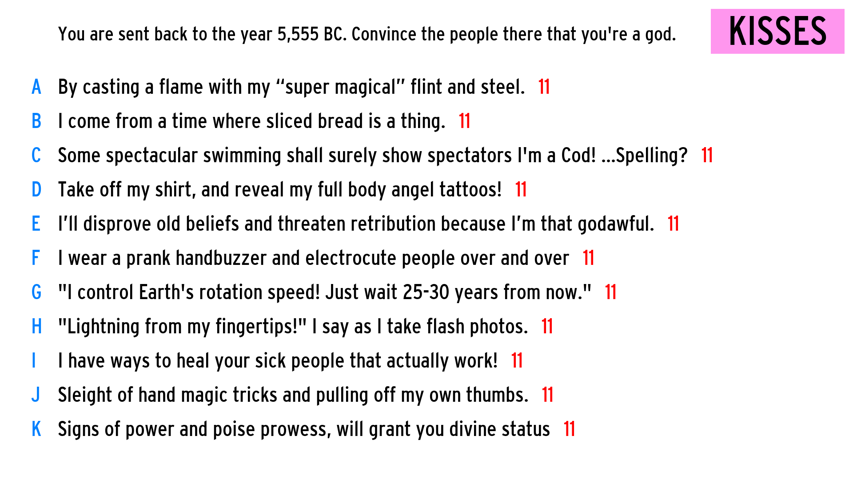 You are sent back to the year 5,555 BC. Convince the people there that you're a god.
KISSES
A By casting a flame with my “super magical” flint and steel. 11
B I come from a time where sliced bread is a thing. 11
C Some spectacular swimming shall surely show spectators I'm a Cod! ...Spelling? 11
D Take off my shirt, and reveal my full body angel tattoos! 11
E I’ll disprove old beliefs and threaten retribution because I’m that godawful. 11
F I wear a prank handbuzzer and electrocute people over and over 11
G "I control Earth's rotation speed! Just wait 25-30 years from now." 11
H "Lightning from my fingertips!" I say as I take flash photos. 11
I I have ways to heal your sick people that actually work! 11
J Sleight of hand magic tricks and pulling off my own thumbs. 11
K Signs of power and poise prowess, will grant you divine status 11